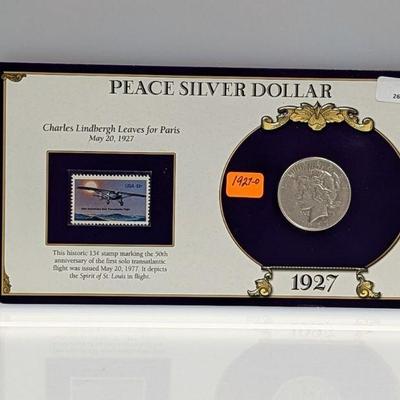 PEACE SILVER DOLLAR
26
Charles Lindbergh Leaves for Paris
May 20, 1927
USA 13c
This historic 13¢ stamp marking the 50th
anniversary of the first solo transatlantic
flight was issued May 20, 1977. It depicts
the Spirit of St. Louis in flight.
1927-D
1927